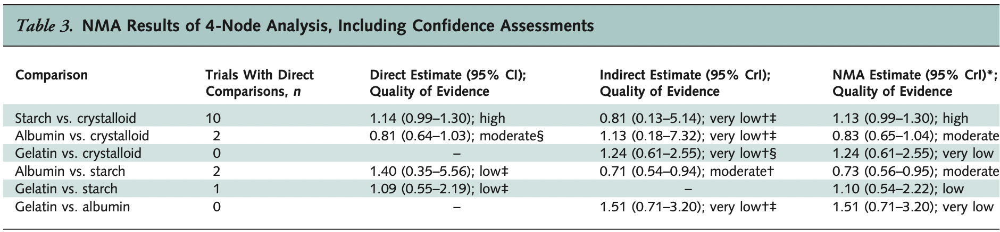 Table 3. NMA Results of 4-Node Analysis, Including Confidence Assessments
Comparison Trials With Direct Comparisons, n Direct Estimate (95% CI); Quality of Evidence Indirect Estimate (95% CrI); Quality of Evidence NMA Estimate (95% CrI)*; Quality of Evidence
Starch vs. crystalloid 10 1.14 (0.99–1.30); high 0.81 (0.13–5.14); very low†‡ 1.13 (0.99–1.30); high
Albumin vs. crystalloid 2 0.81 (0.64–1.03); moderate§ 1.13 (0.18–7.32); very low†‡ 0.83 (0.65–1.04); moderate
Gelatin vs. crystalloid 0 – 1.24 (0.61–2.55); very low†§ 1.24 (0.61–2.55); very low
Albumin vs. starch 2 1.40 (0.35–5.56); low‡ 0.71 (0.54–0.94); moderate† 0.73 (0.56–0.95); moderate
Gelatin vs. starch 1 1.09 (0.55–2.19); low‡ – 1.10 (0.54–2.22); low
Gelatin vs. albumin 0 – 1.51 (0.71–3.20); very low†‡ 1.51 (0.71–3.20); very low